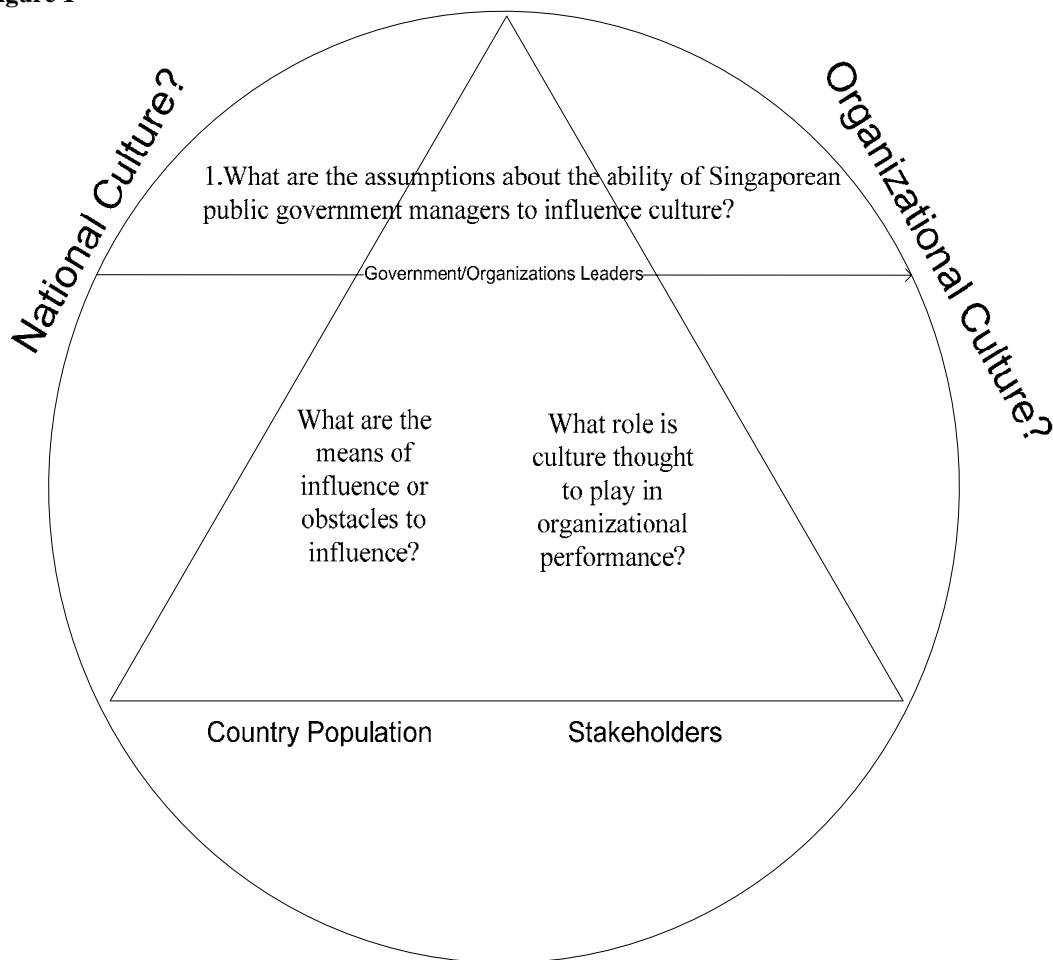 National Culture?
Organizational Culture?
1.What are the assumptions about the ability of Singaporean
public government managers to influence culture?
Government/Organizations Leaders
What are the
means of
influence or
obstacles to
influence?
What role is
culture thought
to play in
organizational
performance?
Country Population
Stakeholders